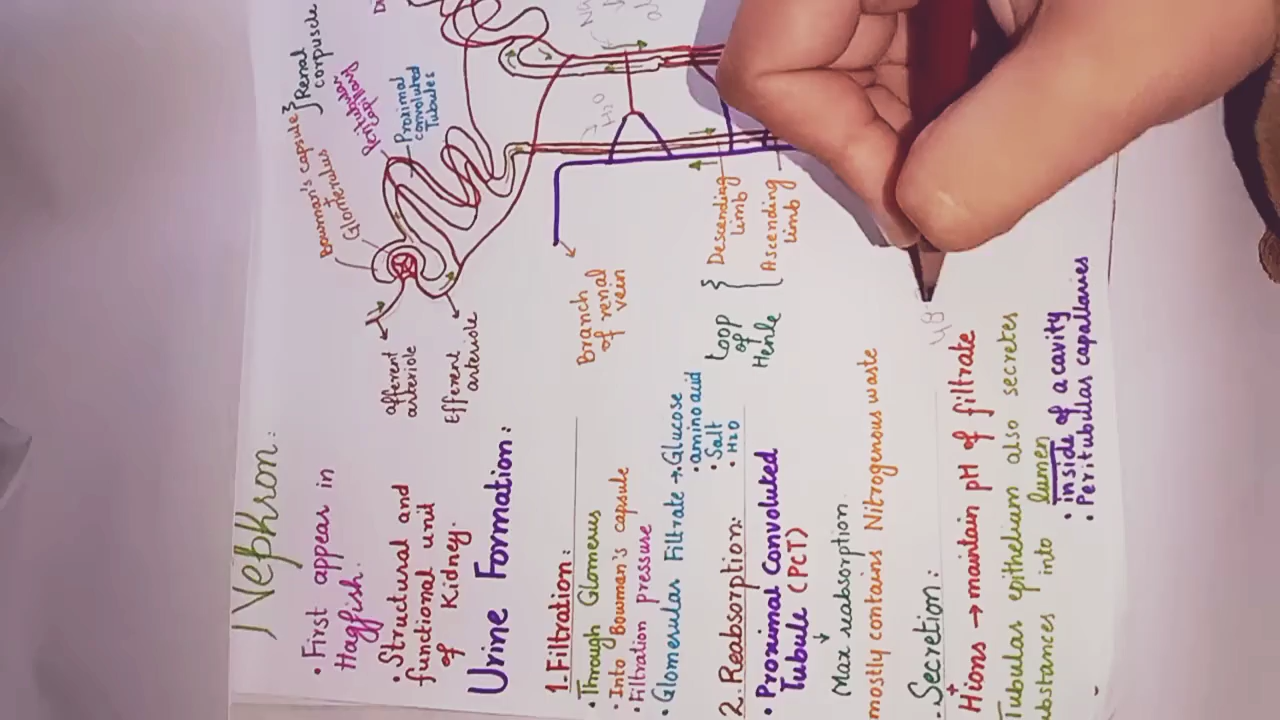 Nephron:
• First appear in
Hagfish.
• Structural and
functional unit
of Kidney.
Urine Formation:
1-Filtration:
• Through Glomerus
• Into Bowman's capsule
• Filtration pressure
• Glomerular Filtrate → • Glucose
• amino acid
• Salt
• H2O
2. Reabsorption:
• Proximal Convoluted
Tubule (PCT)
↓
Max reabsorption.
mostly contains Nitrogenous waste
Secretion:
H+ ions → maintain pH of filtrate
Tubular epithelium also secretes
substances into lumen
• inside of a cavity
• Peritubular capallaries
Bowman's capsule
+
Glomerulus
} Renal
corpuscle
Peritubular
capillary
Proximal
convoluted
Tubules
afferent
arteriole
Efferent
arteriole
H2O
Branch
of renal
vein
Loop
of
Henle
Descending
limb
Ascending
limb